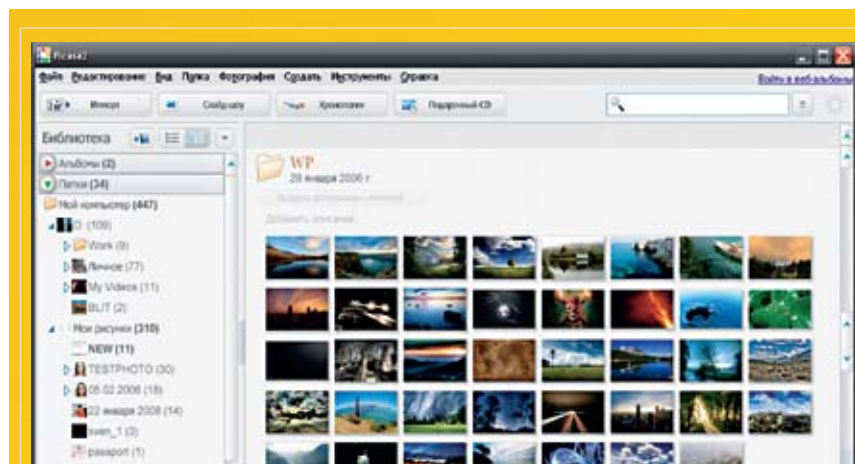 Picasa2
Файл Редактирование Вид Папка Фотография Создать Инструменты Справка
Войти в веб-альбомы
Импорт Слайд-шоу Хронология Подарочный CD
Библиотека
Альбомы (2)
Папки (34)
Мой компьютер (447)
D: (109)
Work (9)
Личное (77)
My Videos (11)
BLIT (2)
Мои рисунки (310)
NEW (11)
TESTPHOTO (30)
05.02.2006 (18)
22 января 2008 (14)
sven_1 (3)
passport (1)
WP
28 января 2006 г
Добавить описание